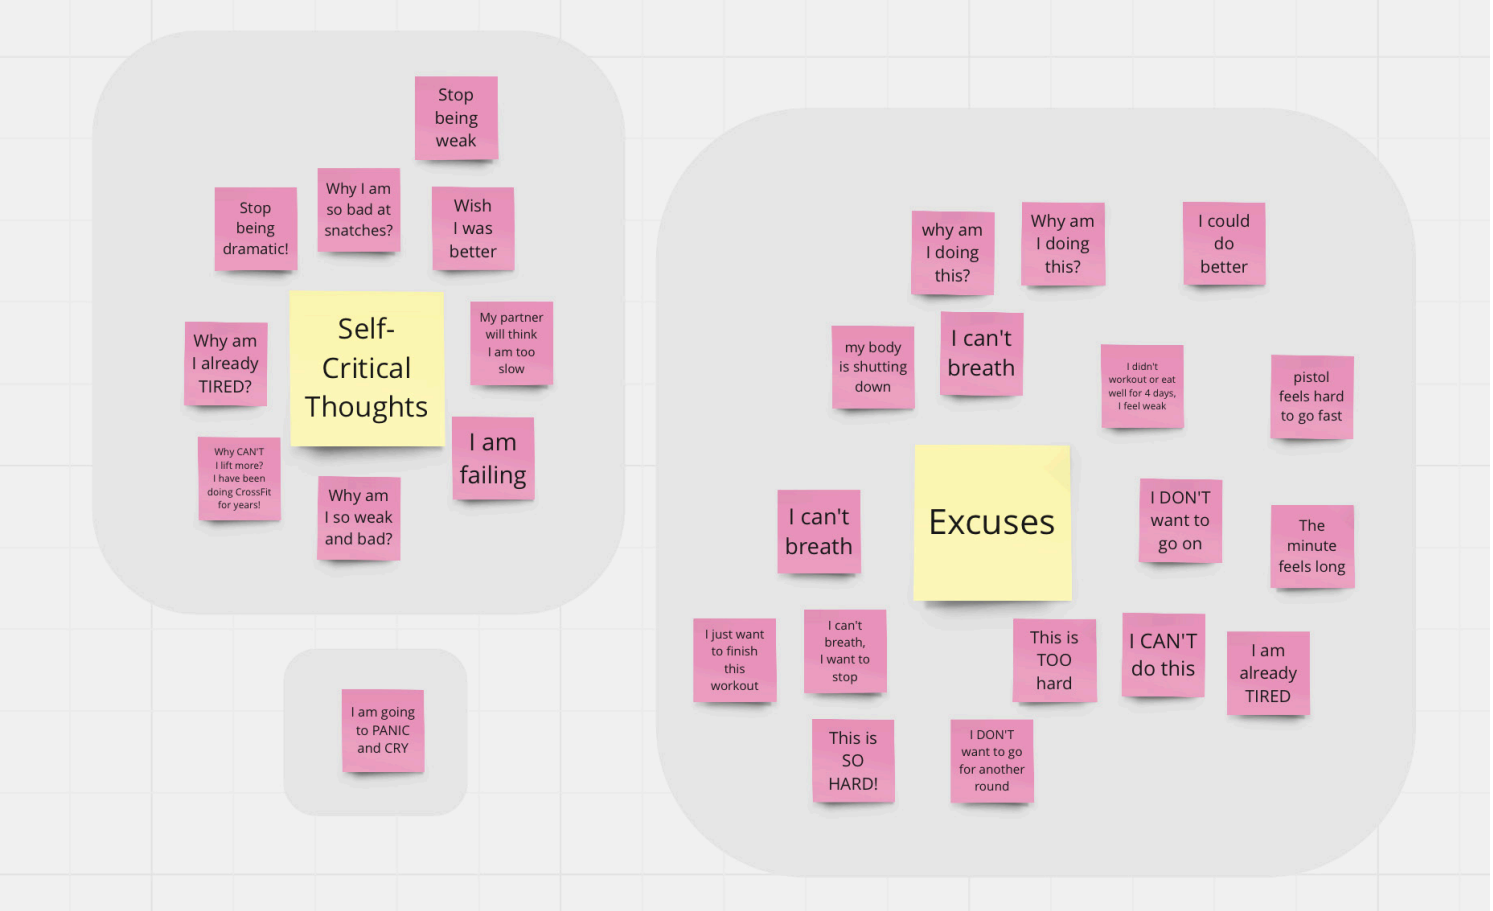 Stop
being
weak
Stop
being
dramatic!
Why I am
so bad at
snatches?
Wish
I was
better
Self-
Critical
Thoughts
My partner
will think
I am too
slow
Why am
I already
TIRED?
I am
failing
Why CAN'T
I lift more?
I have been
doing CrossFit
for years!
Why am
I so weak
and bad?
I am going
to PANIC
and CRY
why am
I doing
this?
Why am
I doing
this?
I could
do
better
my body
is shutting
down
I can't
breath
I didn't
workout or eat
well for 4 days,
I feel weak
pistol
feels hard
to go fast
I can't
breath
Excuses
I DON'T
want to
go on
The
minute
feels long
I just want
to finish
this
workout
I can't
breath,
I want to
stop
This is
TOO
hard
I CAN'T
do this
I am
already
TIRED
This is
SO
HARD!
I DON'T
want to go
for another
round